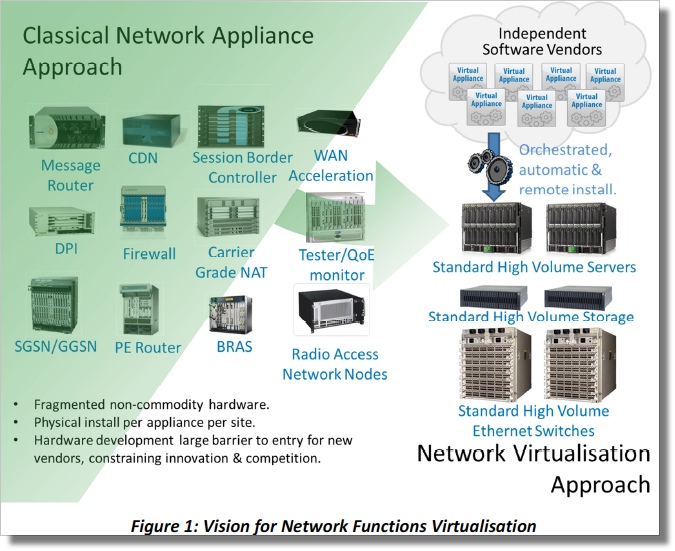 Classical Network Appliance
Approach
Message
Router
CDN
Session Border
Controller
WAN
Acceleration
DPI
Firewall
Carrier
Grade NAT
Tester/QoE
monitor
SGSN/GGSN
PE Router
BRAS
Radio Access
Network Nodes
• Fragmented non-commodity hardware.
• Physical install per appliance per site.
• Hardware development large barrier to entry for new
vendors, constraining innovation & competition.
Independent
Software Vendors
Virtual
Appliance
Virtual
Appliance
Virtual
Appliance
Virtual
Appliance
Virtual
Appliance
Virtual
Appliance
Virtual
Appliance
Orchestrated,
automatic &
remote install.
Standard High Volume Servers
Standard High Volume Storage
Standard High Volume
Ethernet Switches
Network Virtualisation
Approach
Figure 1: Vision for Network Functions Virtualisation